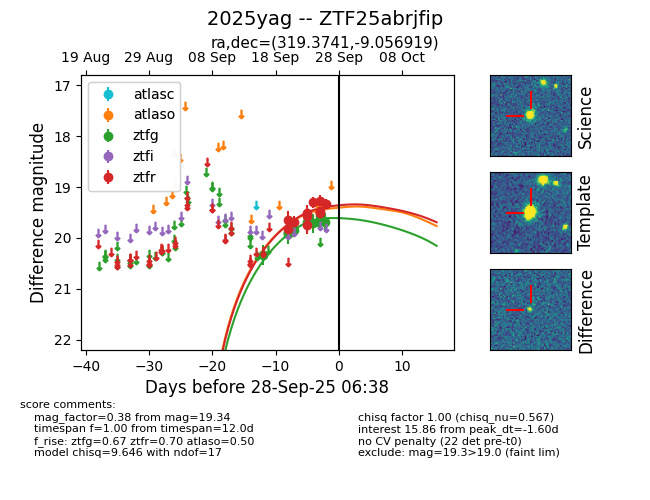 2025yag -- ZTF25abrjfip
ra,dec=(319.3741,-9.056919)
19 Aug 29 Aug 08 Sep 18 Sep 28 Sep 08 Oct
17
18
19
20
21
22
Difference magnitude
atlasc
atlaso
ztfg
ztfi
ztfr
−40 −30 −20 −10 0 10
Days before 28-Sep-25 06:38
Science
Template
Difference
score comments:
mag_factor=0.38 from mag=19.34
timespan f=1.00 from timespan=12.0d
f_rise: ztfg=0.67 ztfr=0.70 atlaso=0.50
model chisq=9.646 with ndof=17
chisq factor 1.00 (chisq_nu=0.567)
interest 15.86 from peak_dt=-1.60d
no CV penalty (22 det pre-t0)
exclude: mag=19.3>19.0 (faint lim)